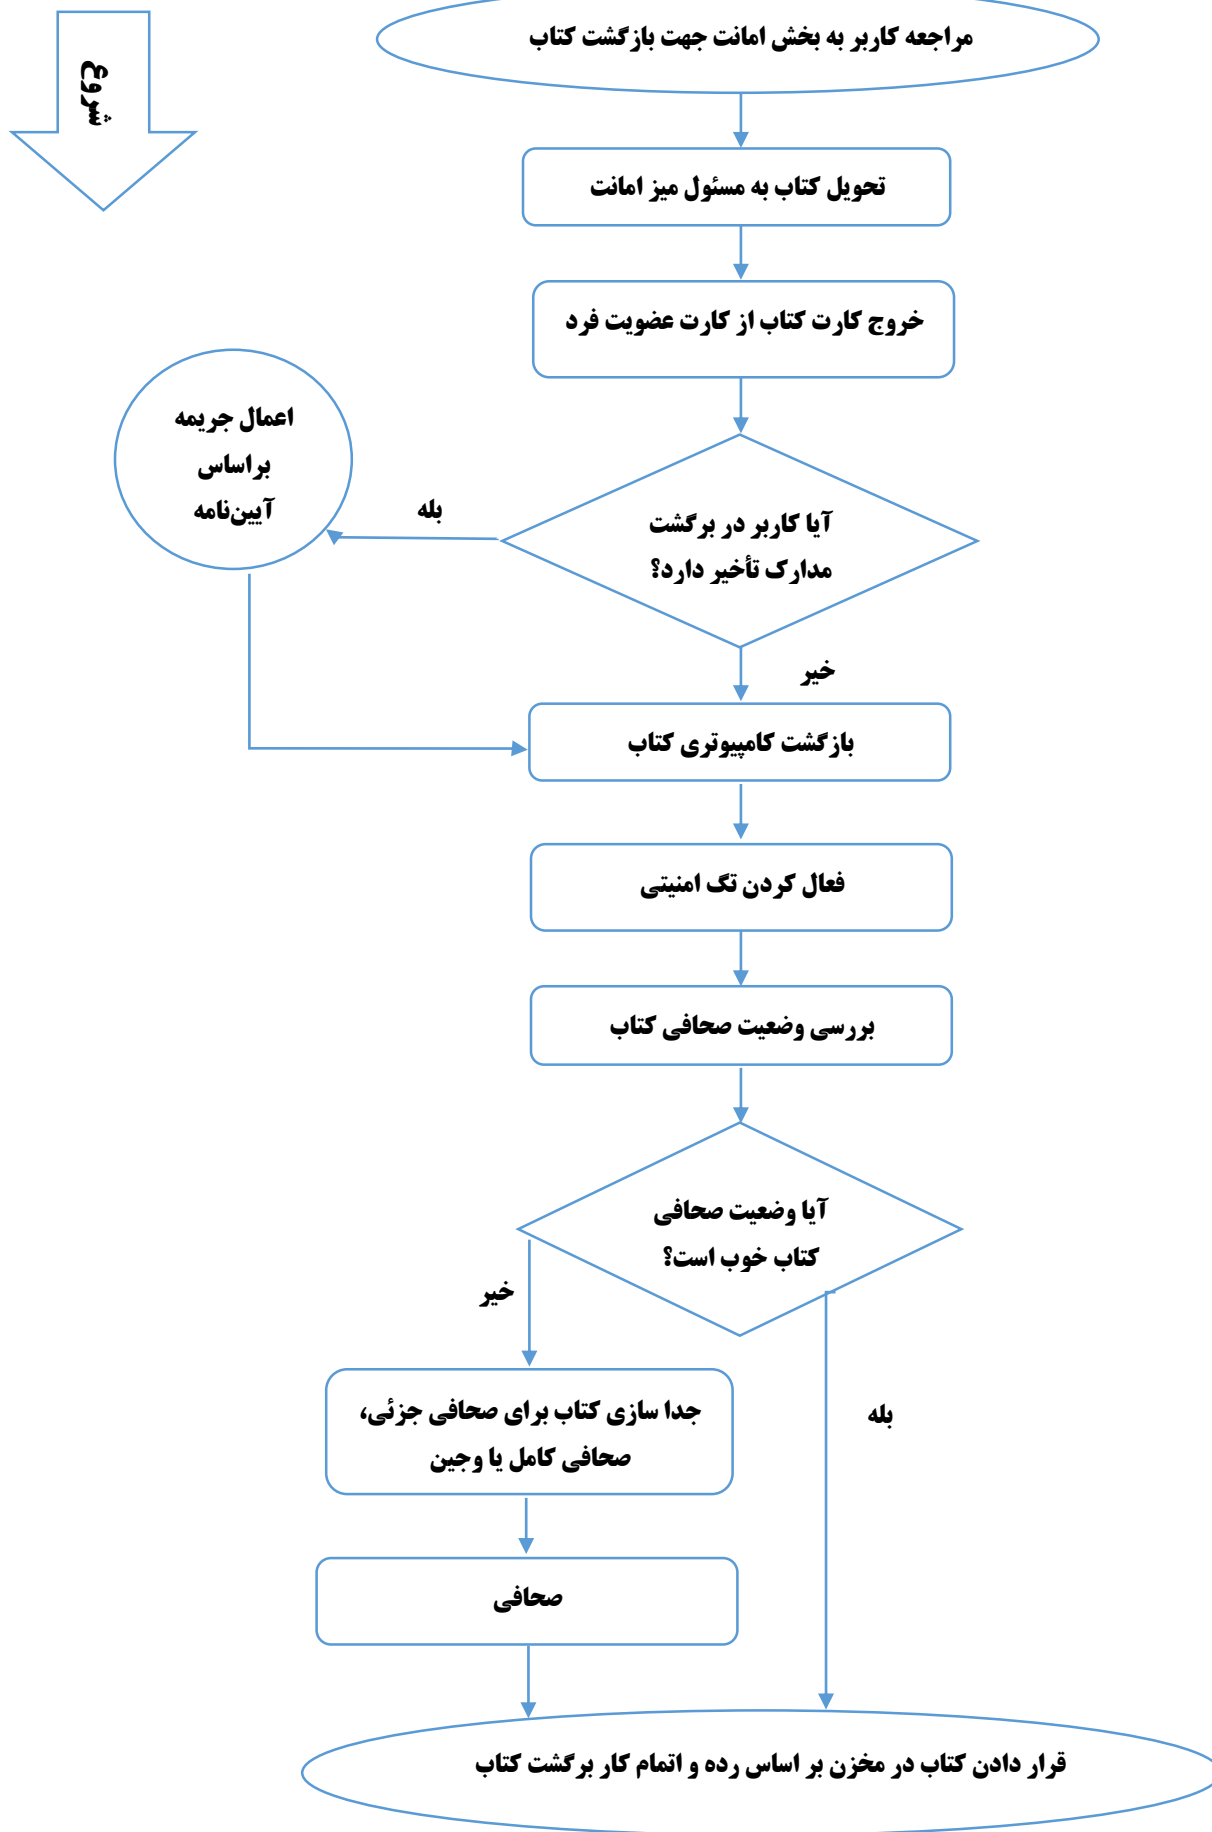 شروع
مراجعه کاربر به بخش امانت جهت بازگشت کتاب
تحویل کتاب به مسئول میز امانت
خروج کارت کتاب از کارت عضویت فرد
اعمال جریمه
براساس
آیین‌نامه
بله
آیا کاربر در برگشت
مدارک تأخیر دارد؟
خیر
بازگشت کامپیوتری کتاب
فعال کردن تگ امنیتی
بررسی وضعیت صحافی کتاب
آیا وضعیت صحافی
کتاب خوب است؟
خیر
جدا سازی کتاب برای صحافی جزئی،
صحافی کامل یا وجین
بله
صحافی
قرار دادن کتاب در مخزن بر اساس رده و اتمام کار برگشت کتاب